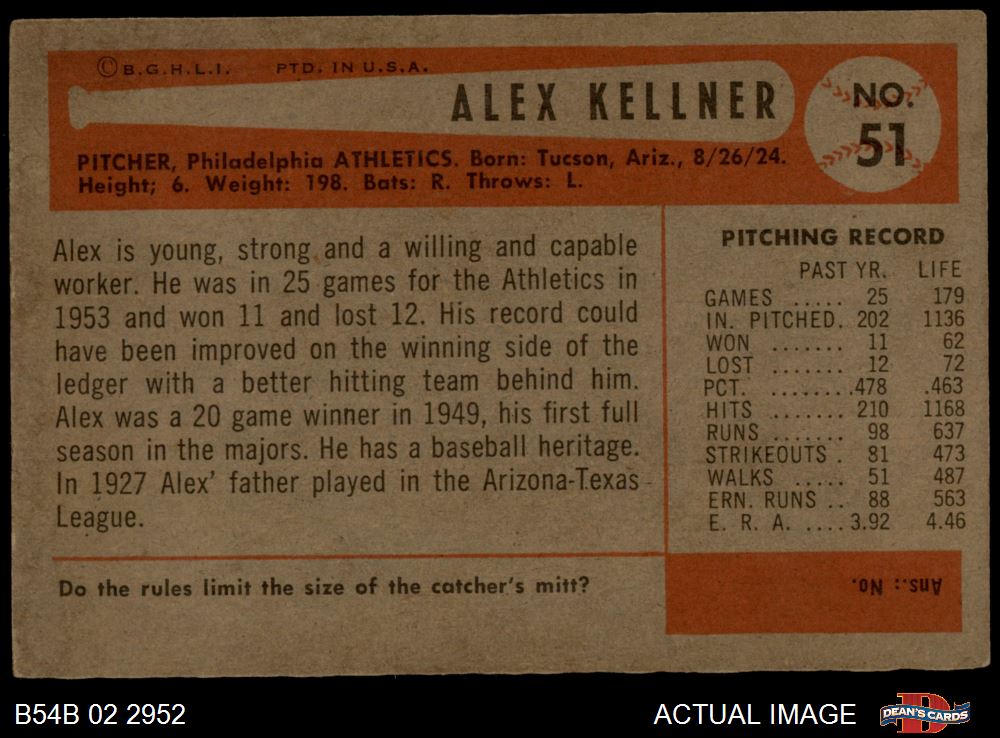 © B.G.H.L.I. PTD. IN U.S.A.
ALEX KELLNER
NO.
51
PITCHER, Philadelphia ATHLETICS. Born: Tucson, Ariz., 8/26/24.
Height; 6. Weight: 198. Bats: R. Throws: L.
Alex is young, strong and a willing and capable
worker. He was in 25 games for the Athletics in
1953 and won 11 and lost 12. His record could
have been improved on the winning side of the
ledger with a better hitting team behind him.
Alex was a 20 game winner in 1949, his first full
season in the majors. He has a baseball heritage.
In 1927 Alex' father played in the Arizona-Texas
League.
PITCHING RECORD
PAST YR. LIFE
GAMES ..... 25 179
IN. PITCHED. 202 1136
WON ....... 11 62
LOST ....... 12 72
PCT. ........478 .463
HITS ....... 210 1168
RUNS ....... 98 637
STRIKEOUTS . 81 473
WALKS ..... 51 487
ERN. RUNS .. 88 563
E. R. A. ....3.92 4.46
Do the rules limit the size of the catcher's mitt?
Ans.: No.
B54B 02 2952
ACTUAL IMAGE
D
DEAN'S CARDS